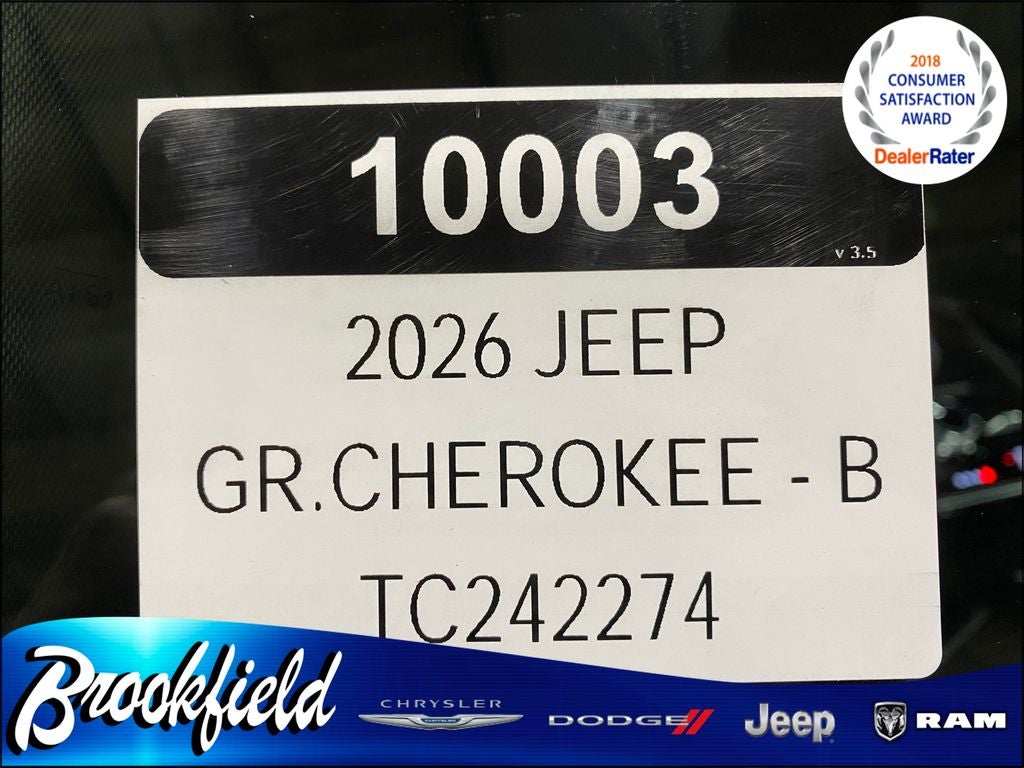 2018
CONSUMER
SATISFACTION
AWARD
DealerRater
10003
v 3.5
2026 JEEP
GR.CHEROKEE - B
TC242274
Brookfield
CHRYSLER
DODGE
Jeep
RAM